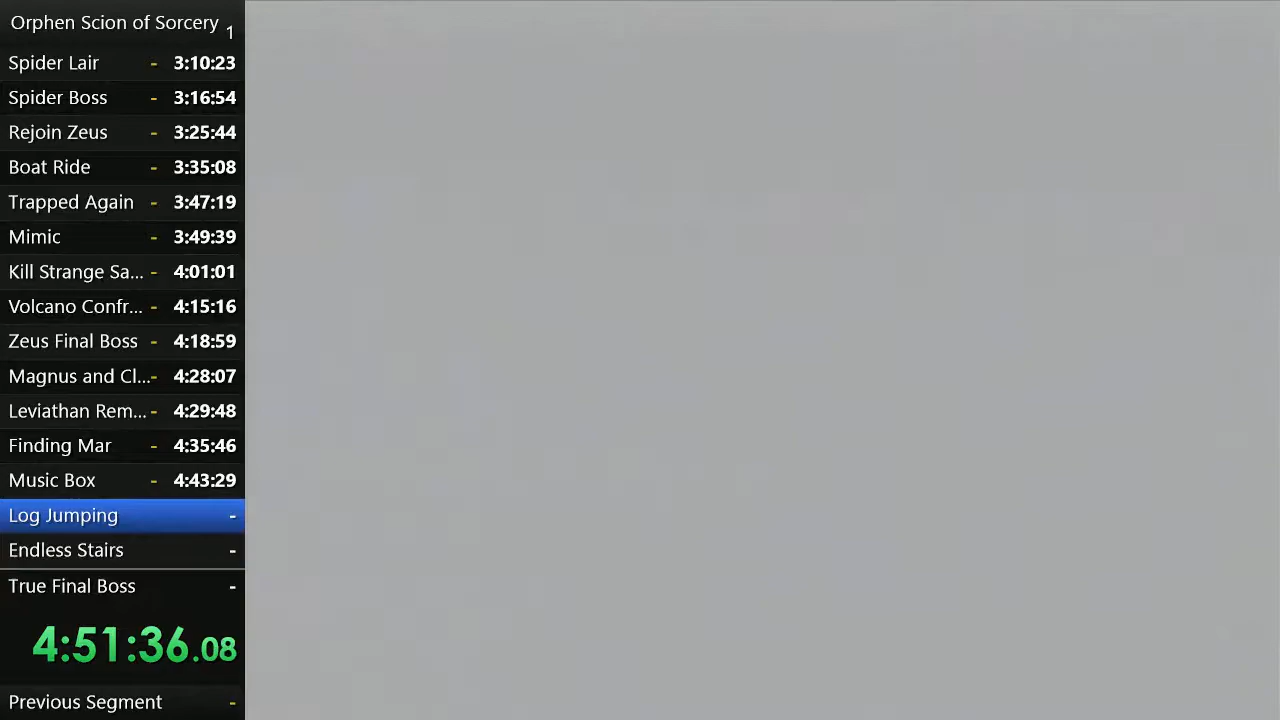 Orphen Scion of Sorcery 1
Spider Lair - 3:10:23
Spider Boss - 3:16:54
Rejoin Zeus - 3:25:44
Boat Ride - 3:35:08
Trapped Again - 3:47:19
Mimic - 3:49:39
Kill Strange Sa... - 4:01:01
Volcano Confr... - 4:15:16
Zeus Final Boss - 4:18:59
Magnus and Cl... - 4:28:07
Leviathan Rem... - 4:29:48
Finding Mar - 4:35:46
Music Box - 4:43:29
Log Jumping -
Endless Stairs -
True Final Boss -
4:51:36.08
Previous Segment -